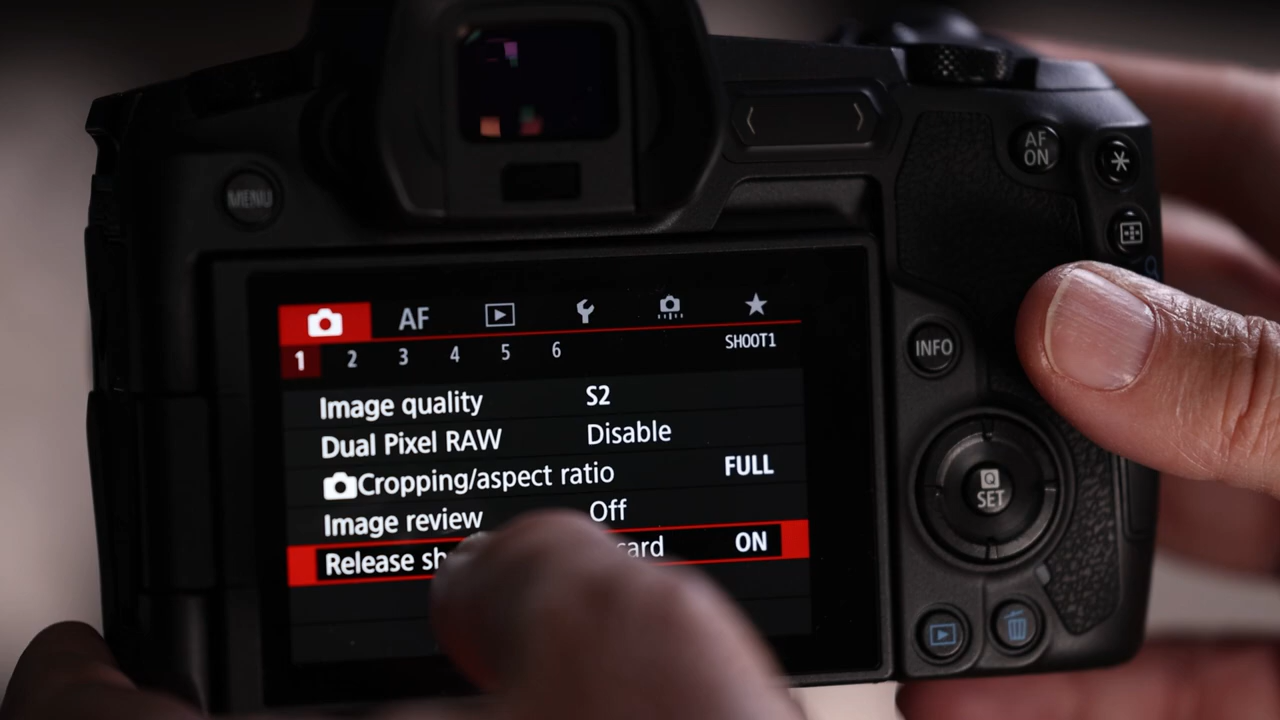 MENU
AF
ON
AF
1 2 3 4 5 6 SHOOT1
Image quality S2
Dual Pixel RAW Disable
Cropping/aspect ratio FULL
Image review Off
Release card ON
INFO
Q
SET